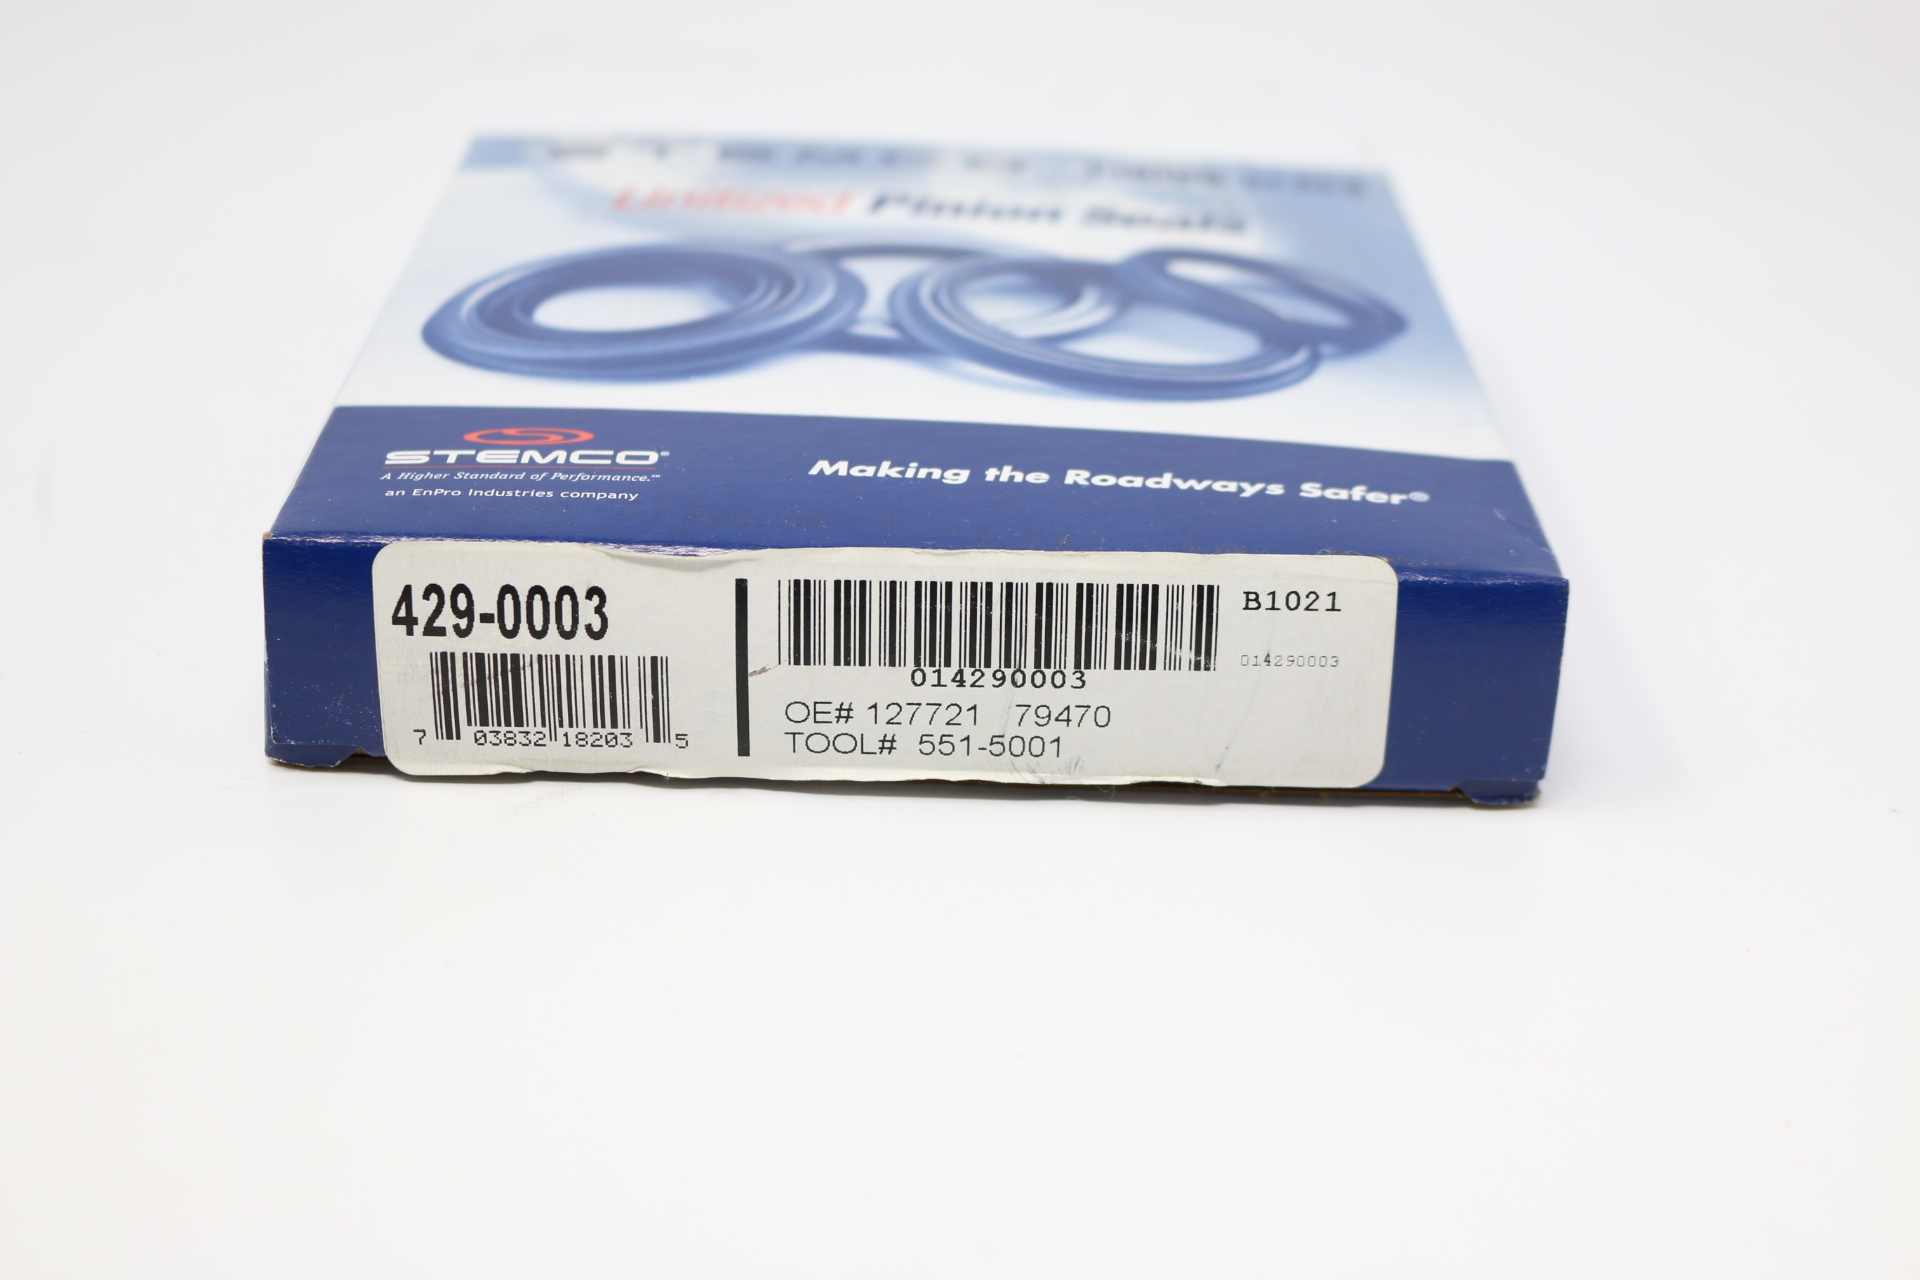 Unitized Pinion Seals
STEMCO®
A Higher Standard of Performance.™
an EnPro Industries company
Making the Roadways Safer®
429-0003
7 03832 18203 5
014290003
B1021
014290003
OE# 127721 79470
TOOL# 551-5001